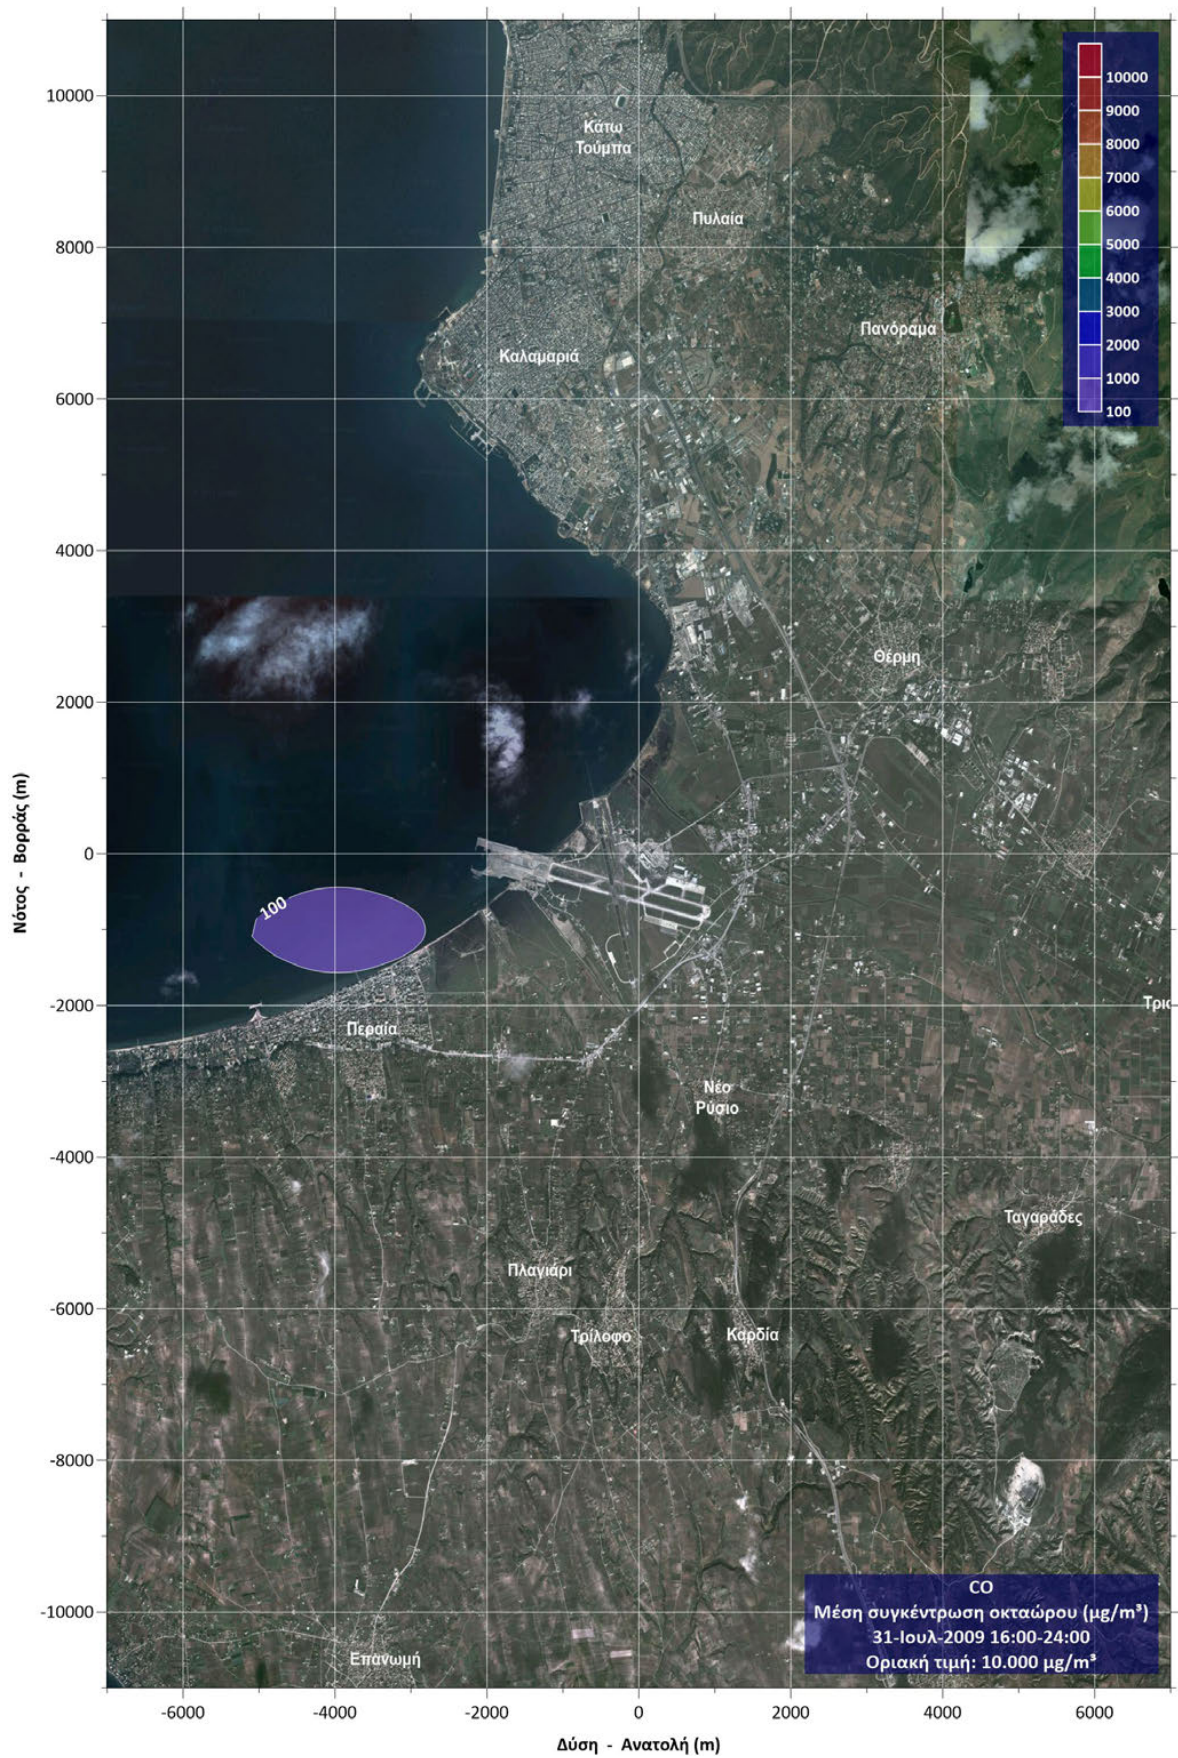 10000
8000
6000
4000
2000
0
-2000
-4000
-6000
-8000
-10000
Νότος - Βορράς (m)
Κάτω
Τούμπα
Πυλαία
Πανόραμα
Καλαμαριά
Θέρμη
100
Περαία
Τρι
Νέο
Ρύσιο
Ταγαράδες
Πλαγιάρι
Τρίλοφο
Καρδία
Επανωμή
10000
9000
8000
7000
6000
5000
4000
3000
2000
1000
100
CO
Μέση συγκέντρωση οκταώρου (μg/m³)
31-Ιουλ-2009 16:00-24:00
Οριακή τιμή: 10.000 μg/m³
-6000 -4000 -2000 0 2000 4000 6000
Δύση - Ανατολή (m)